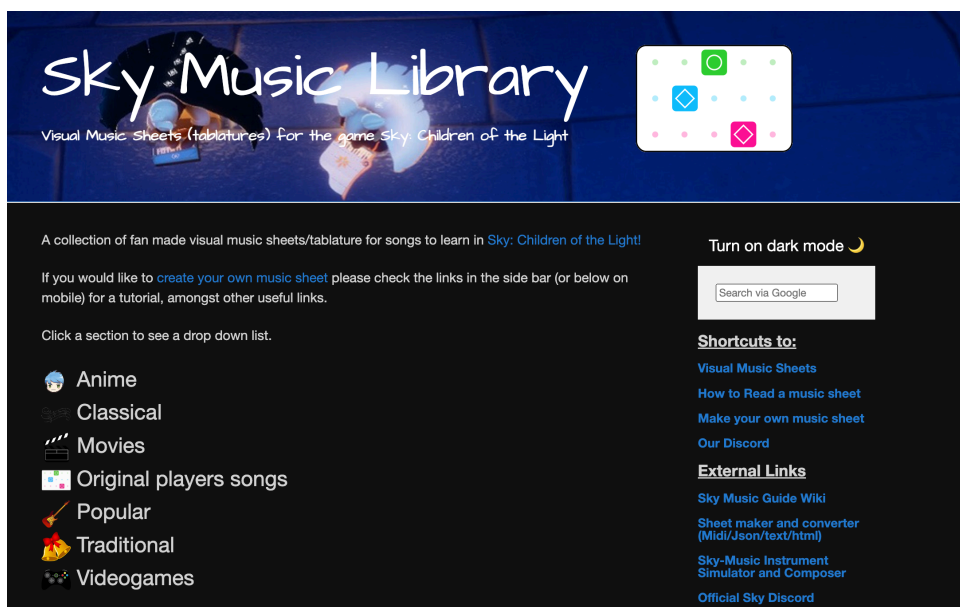 Sky Music Library
Visual Music Sheets (tablatures) for the game Sky: Children of the Light
A collection of fan made visual music sheets/tablature for songs to learn in Sky: Children of the Light!
If you would like to create your own music sheet please check the links in the side bar (or below on
mobile) for a tutorial, amongst other useful links.
Click a section to see a drop down list.
Anime
Classical
Movies
Original players songs
Popular
Traditional
Videogames
Turn on dark mode 🌙
Search via Google
Shortcuts to:
Visual Music Sheets
How to Read a music sheet
Make your own music sheet
Our Discord
External Links
Sky Music Guide Wiki
Sheet maker and converter
(Midi/Json/text/html)
Sky-Music Instrument
Simulator and Composer
Official Sky Discord